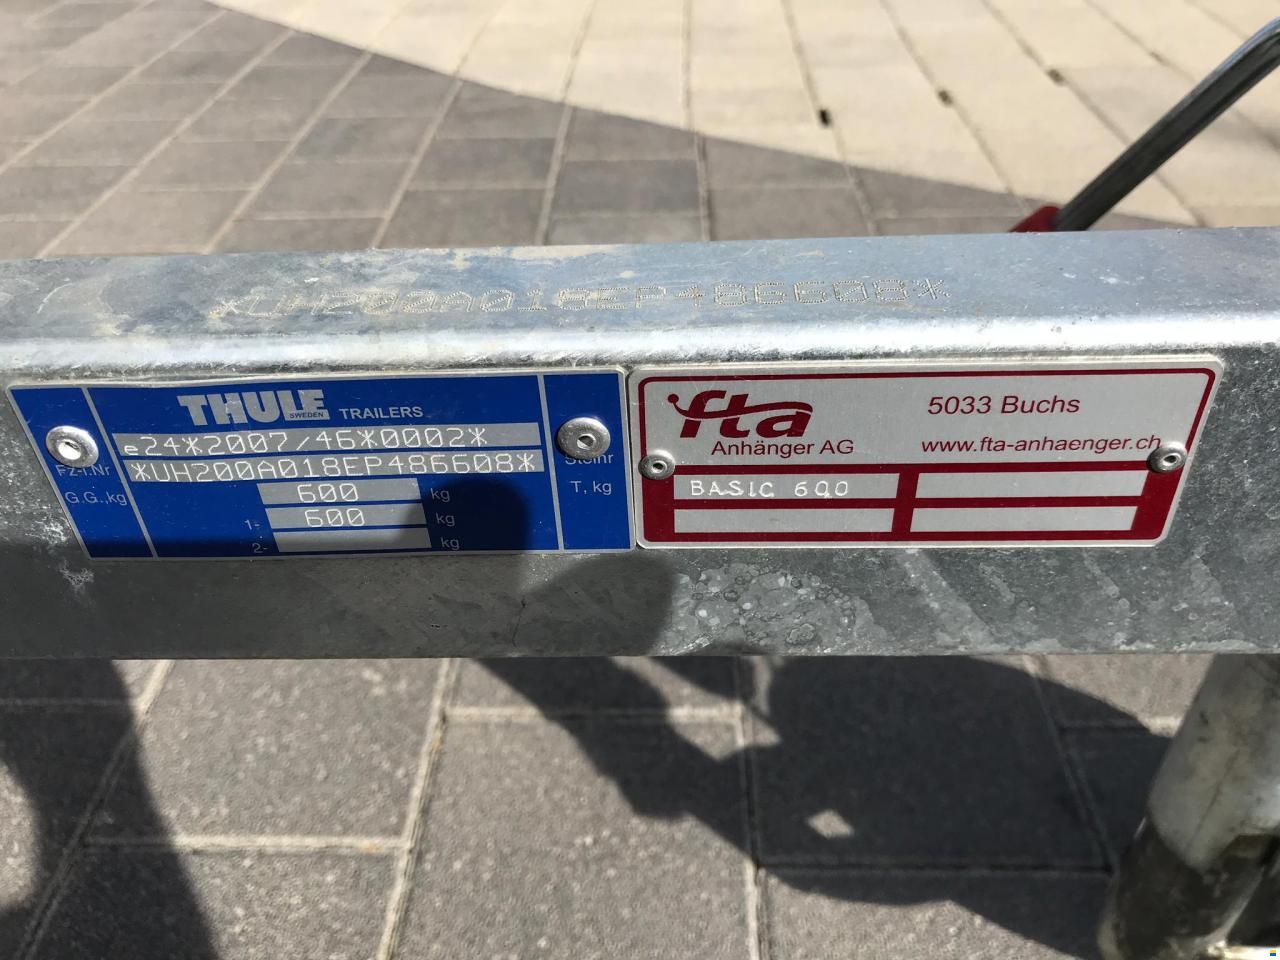 *UH200A018EP486608*
THULE
SWEDEN
TRAILERS
e24*2007/46*0002*
Fz-I.Nr *UH200A018EP486608*
G.G.,kg 600 kg T, kg
1- 600 kg
2- kg
fta
Anhänger AG
5033 Buchs
www.fta-anhaenger.ch
BASIC 600